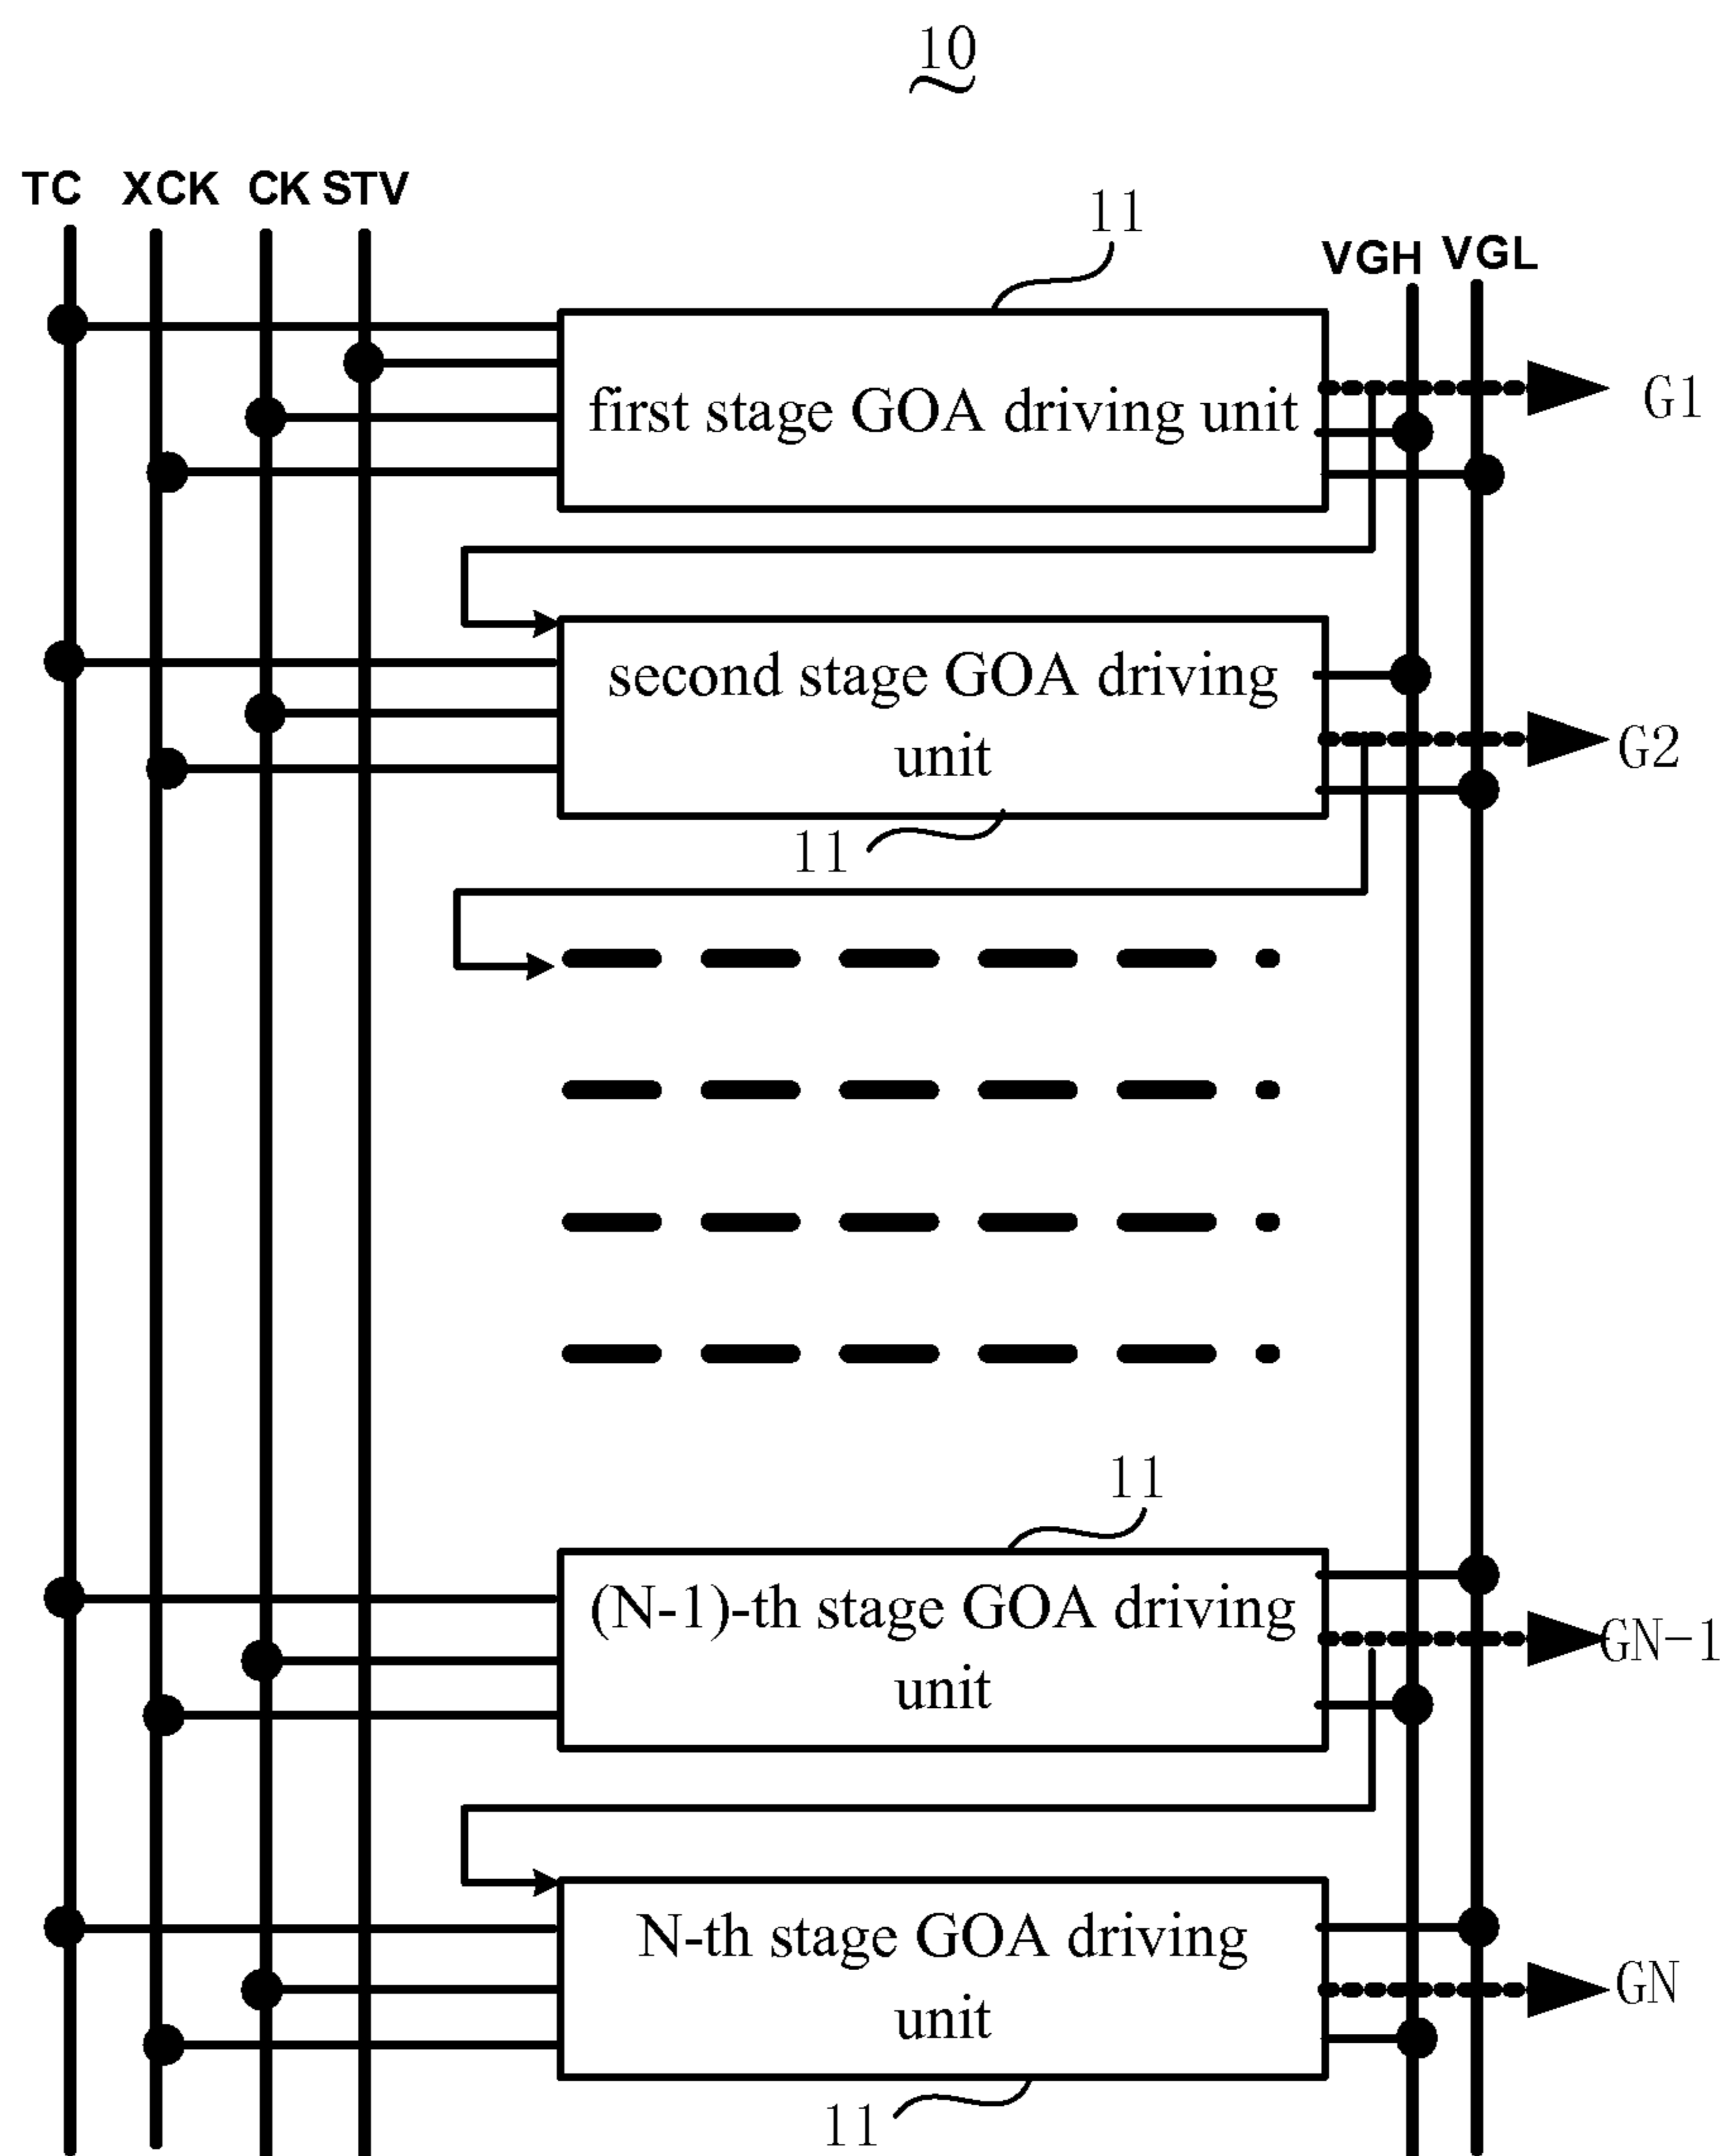 10
TC XCK CK STV
11
VGH VGL
first stage GOA driving unit
G1
second stage GOA driving
unit
G2
11
11
(N-1)-th stage GOA driving
unit
GN-1
N-th stage GOA driving
unit
GN
11